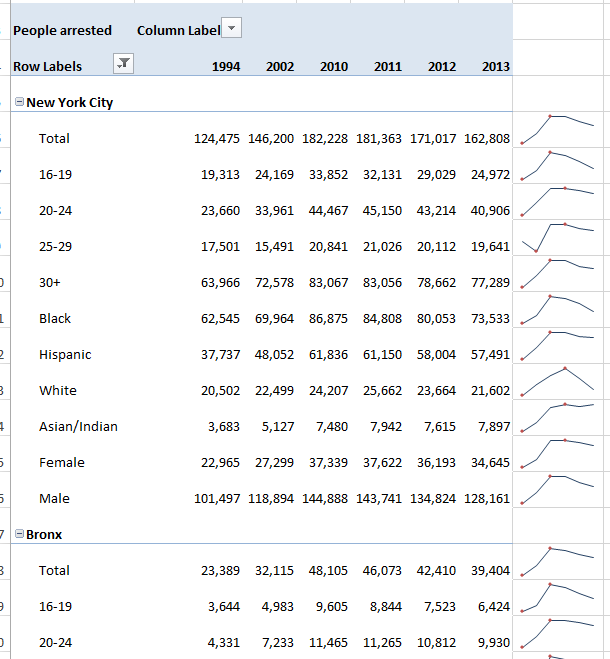 People arrested Column Label
Row Labels 1994 2002 2010 2011 2012 2013
New York City
Total 124,475 146,200 182,228 181,363 171,017 162,808
16-19 19,313 24,169 33,852 32,131 29,029 24,972
20-24 23,660 33,961 44,467 45,150 43,214 40,906
25-29 17,501 15,491 20,841 21,026 20,112 19,641
30+ 63,966 72,578 83,067 83,056 78,662 77,289
Black 62,545 69,964 86,875 84,808 80,053 73,533
Hispanic 37,737 48,052 61,836 61,150 58,004 57,491
White 20,502 22,499 24,207 25,662 23,664 21,602
Asian/Indian 3,683 5,127 7,480 7,942 7,615 7,897
Female 22,965 27,299 37,339 37,622 36,193 34,645
Male 101,497 118,894 144,888 143,741 134,824 128,161
Bronx
Total 23,389 32,115 48,105 46,073 42,410 39,404
16-19 3,644 4,983 9,605 8,844 7,523 6,424
20-24 4,331 7,233 11,465 11,265 10,812 9,930